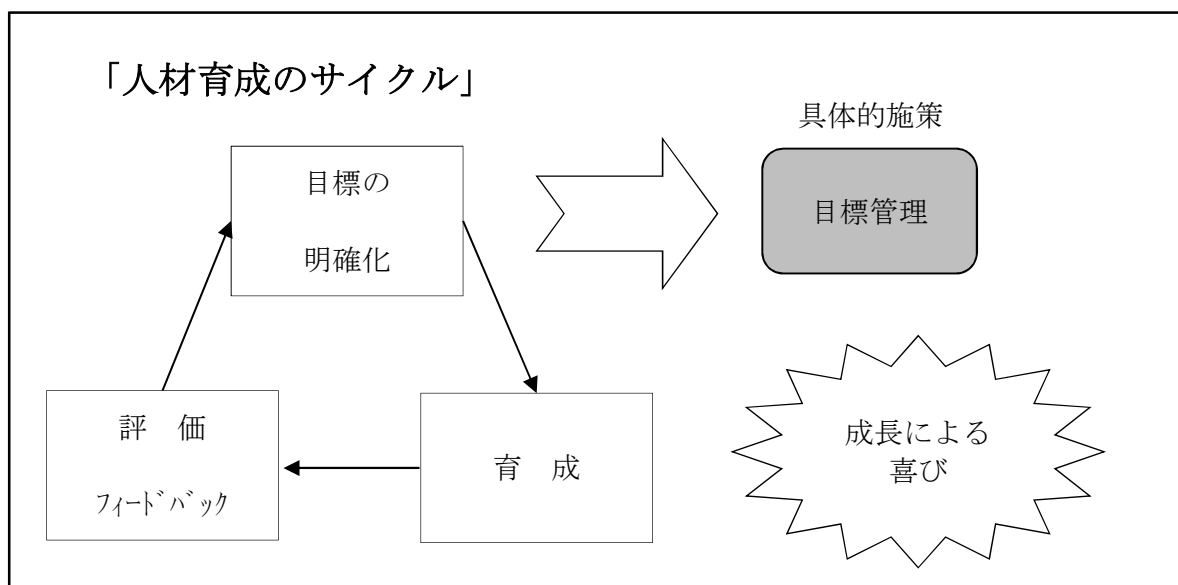 「人材育成のサイクル」
具体的施策
目標の
明確化
目標管理
評　価
フィードバック
育　成
成長による
喜び